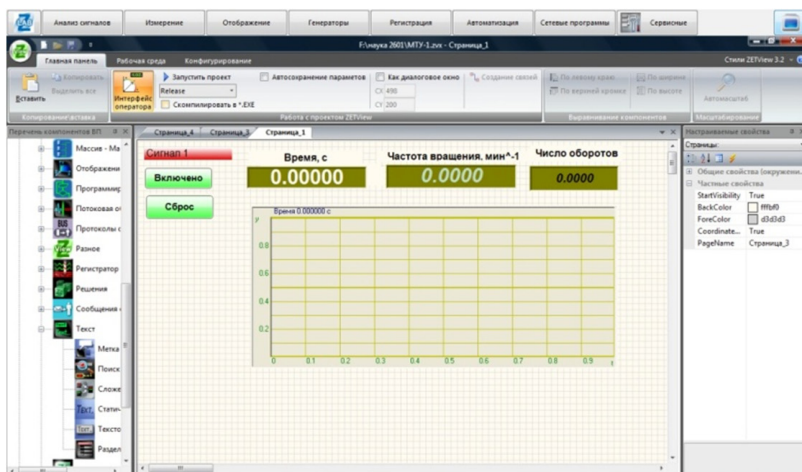 Анализ сигналов Измерение Отображение Генераторы Регистрация Автоматизация Сетевые программы Сервисные
F:\наука 2601\МТУ-1.zvx - Страница_1
Главная панель Рабочая среда Конфигурирование Стили ZETView 3.2
Вставить Копировать Выделить все
Интерфейс оператора
Запустить проект
Release
Скомпилировать в *.EXE
Автосохранение параметов
Как диалоговое окно
CX 490
CY 200
Создание связей
По левому краю По ширине
По верхней кромке По высоте
Автомасштаб
Копирование\вставка Работа с проектом ZETView Выравнивание компонентов Масштабирование
Перечень компонентов ВП
Страница_4 Страница_3 Страница_1
Настраиваемые свойства
Массив - Ма
Отображени
Программир
Потоковая о
Протоколы с
Разное
Регистратор
Решения
Сообщения
Текст
Метка
Поиск
Сложе
Статич
Тексто
Раздел
Сигнал 1
Время, с Частота вращения, мин^-1 Число оборотов
Включено 0.00000 0.0000 0.0000
Сброс
Время 0.000000 с
y
0.8
0.6
0.4
0.2
0 0.1 0.2 0.3 0.4 0.5 0.6 0.7 0.8 0.9
Страницы:
Общие свойства (окружени
Частные свойства
StartVisibility True
BackColor fffbf0
ForeColor d3d3d3
Coordinate... True
PageName Страница_3